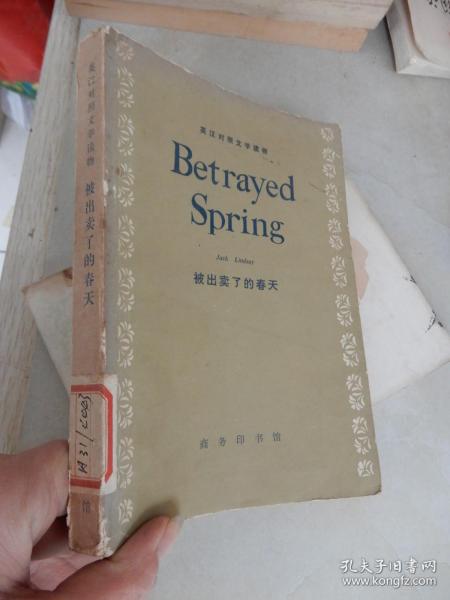 英汉对照文学读物
Betrayed
Spring
Jack Lindsay
被出卖了的春天
商务印书馆
英汉对照文学读物
被出卖了的春天
馆
孔夫子旧书网
www.kongfz.com